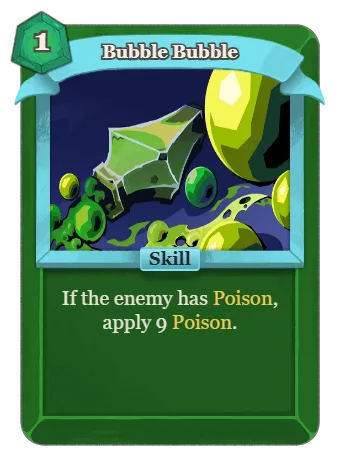 1
Bubble Bubble
Skill
If the enemy has Poison,
apply 9 Poison.